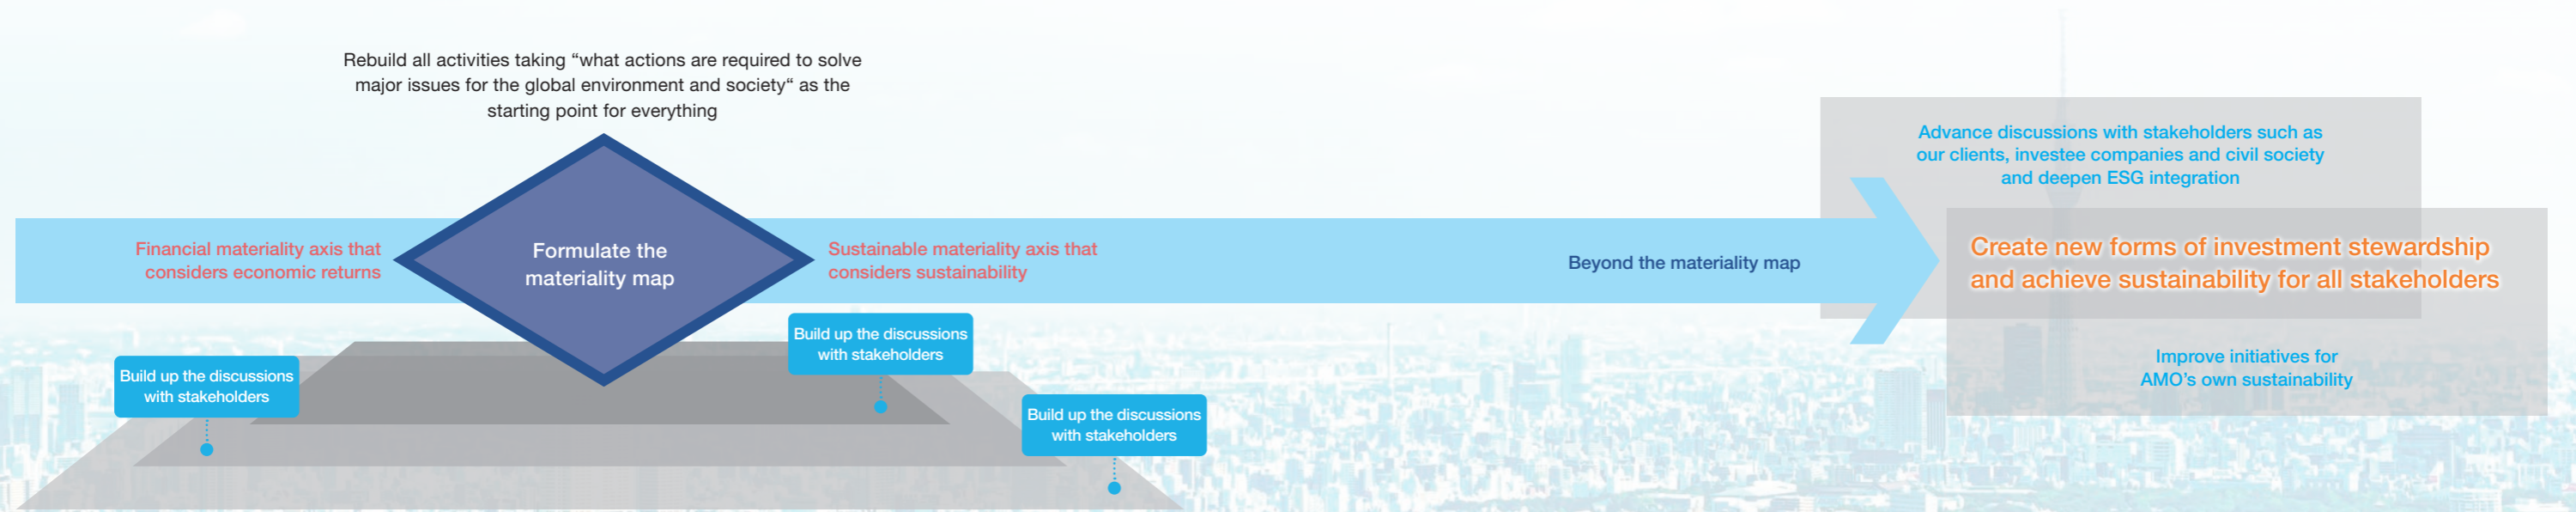 Rebuild all activities taking “what actions are required to solve
major issues for the global environment and society“ as the
starting point for everything
Financial materiality axis that
considers economic returns
Formulate the
materiality map
Sustainable materiality axis that
considers sustainability
Build up the discussions
with stakeholders
Build up the discussions
with stakeholders
Build up the discussions
with stakeholders
Beyond the materiality map
Advance discussions with stakeholders such as
our clients, investee companies and civil society
and deepen ESG integration
Create new forms of investment stewardship
and achieve sustainability for all stakeholders
Improve initiatives for
AMO’s own sustainability